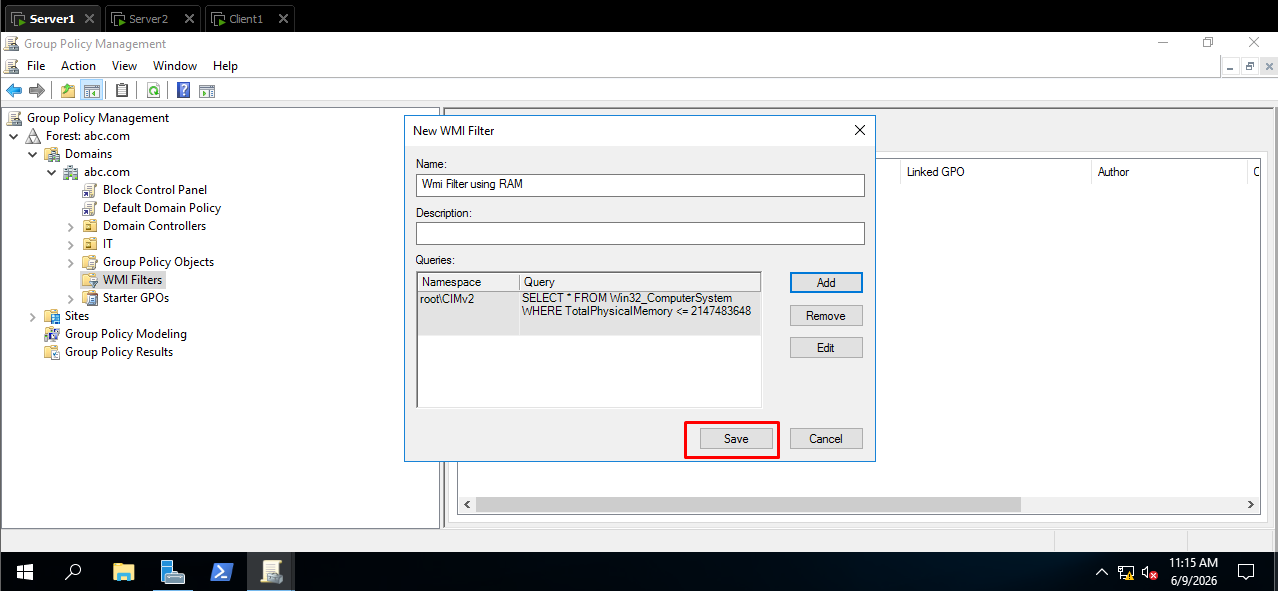 Server1
Server2
Client1
Group Policy Management
File Action View Window Help
Group Policy Management
Forest: abc.com
Domains
abc.com
Block Control Panel
Default Domain Policy
Domain Controllers
IT
Group Policy Objects
WMI Filters
Starter GPOs
Sites
Group Policy Modeling
Group Policy Results
New WMI Filter
Name:
Wmi Filter using RAM
Description:
Queries:
Namespace Query
root\CIMv2 SELECT * FROM Win32_ComputerSystem
WHERE TotalPhysicalMemory <= 2147483648
Add
Remove
Edit
Save Cancel
Linked GPO Author C
11:15 AM
6/9/2026